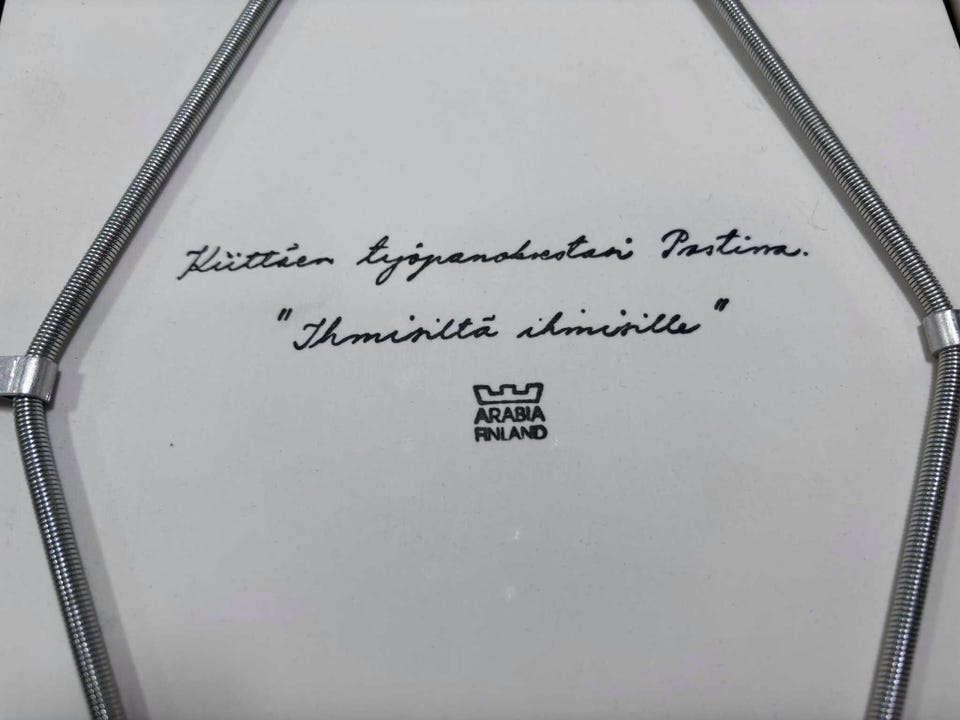 Kiittäen työpanoksestasi Postissa.
"Ihmisiltä ihmisille"
ARABIA
FINLAND